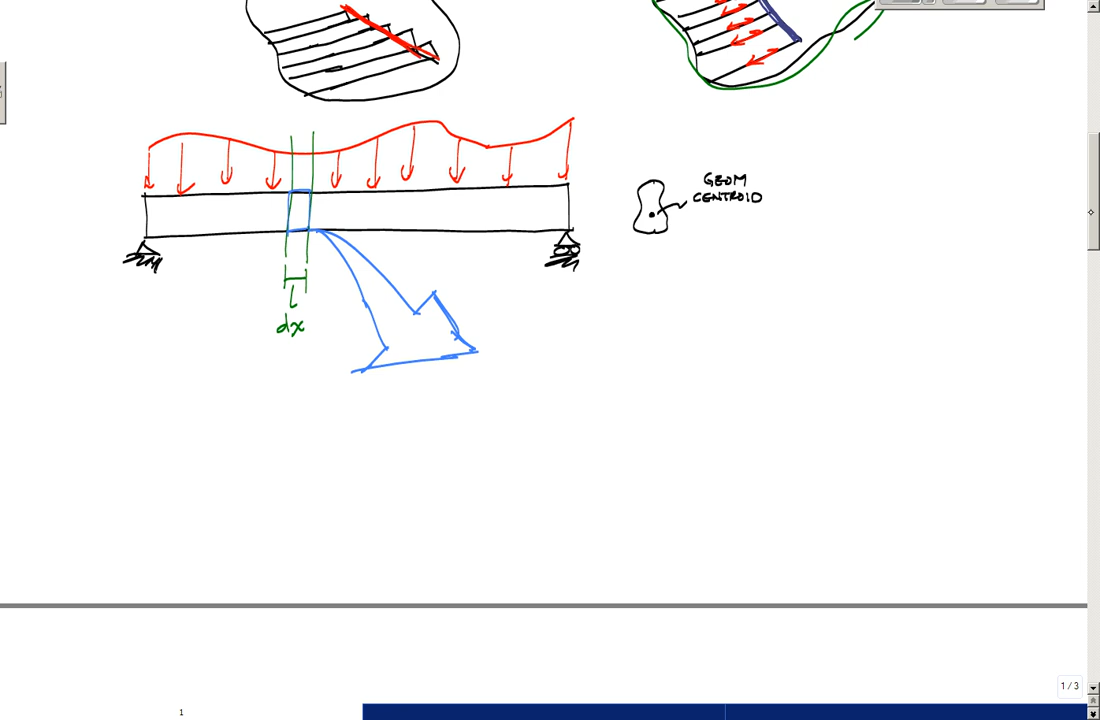 GEOM
CENTROID
dx
1 / 3
1